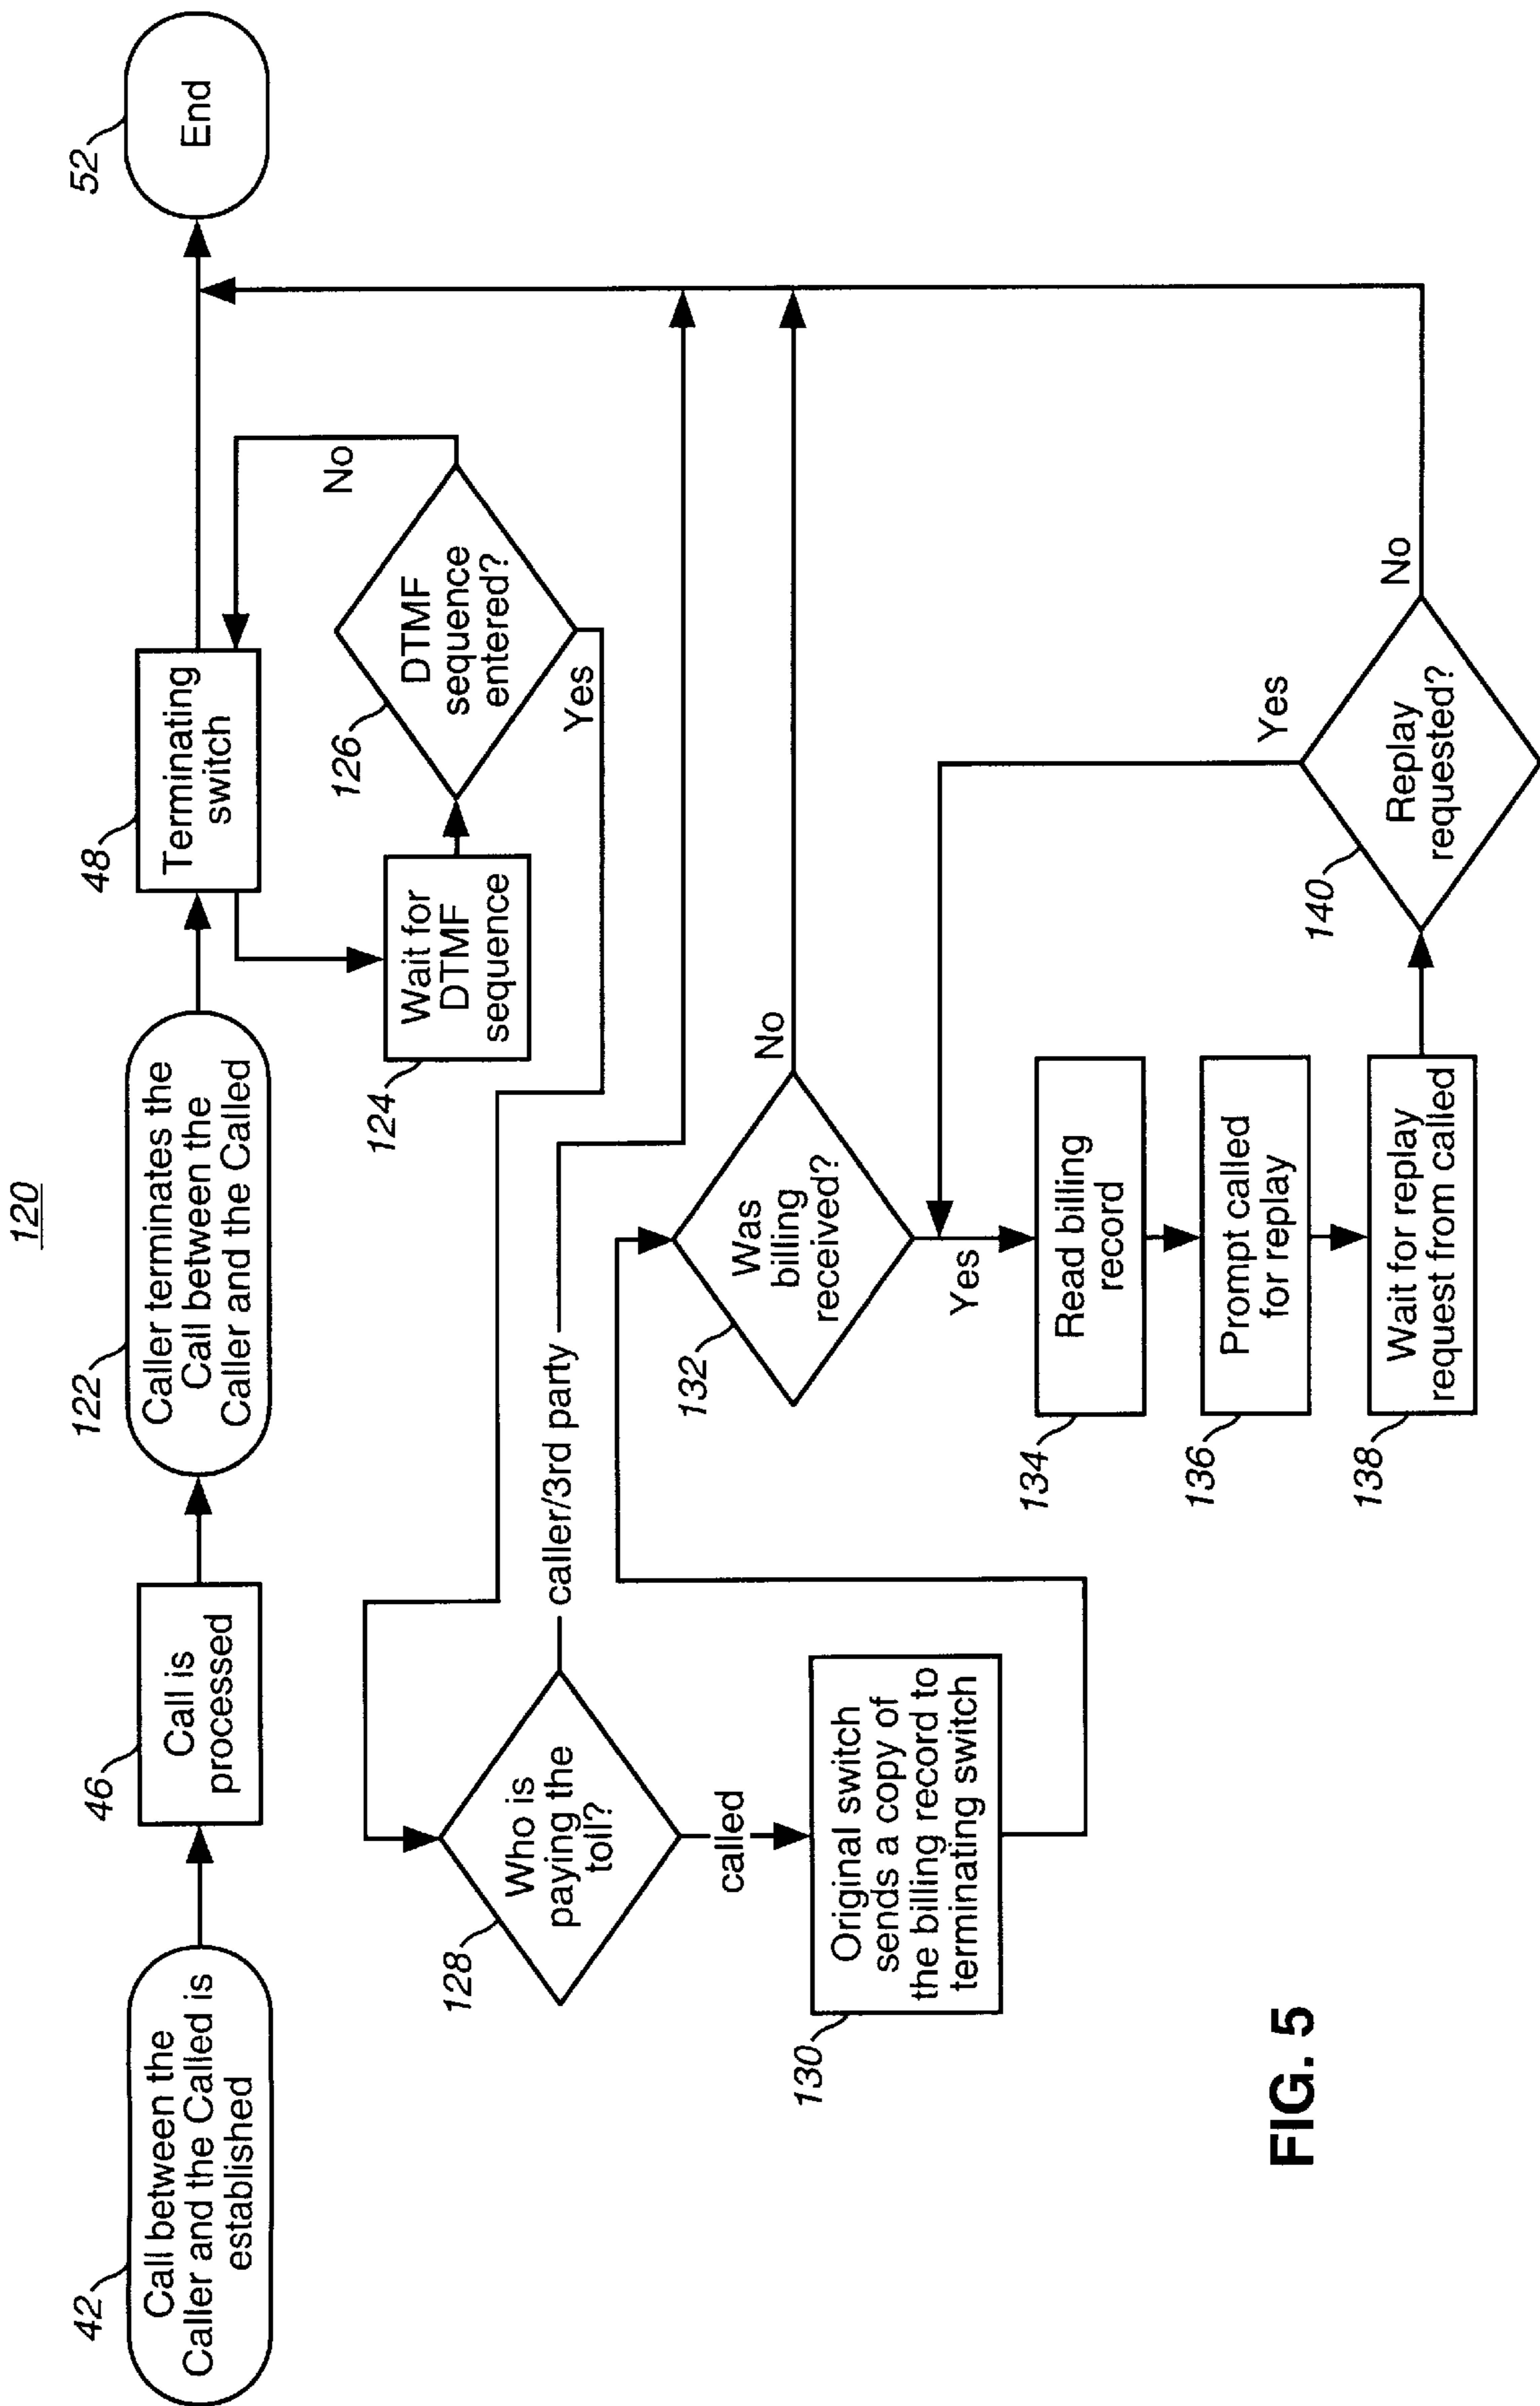 120
42
Call between the
Caller and the Called is
established
46
Call is
processed
122
Caller terminates the
Call between the
Caller and the Called
48
Terminating
switch
52
End
124
Wait for
DTMF
sequence
126
DTMF
sequence
entered?
No
Yes
128
Who is
paying the
toll?
caller/3rd party
called
130
Original switch
sends a copy of
the billing record to
terminating switch
132
Was
billing
received?
No
Yes
134
Read billing
record
136
Prompt called
for replay
138
Wait for replay
request from called
140
Replay
requested?
Yes
No
FIG. 5